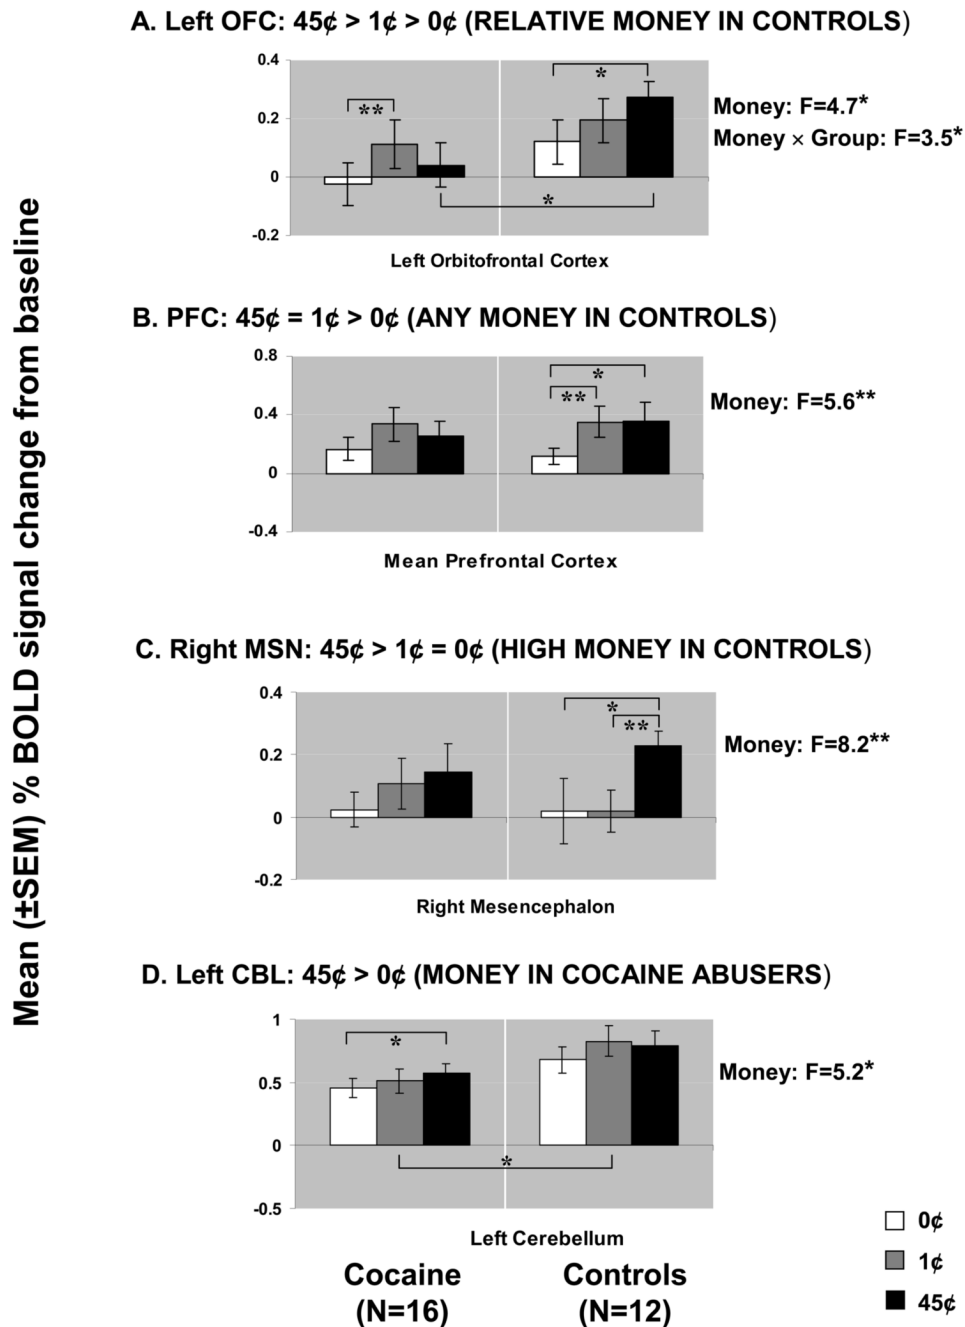 Mean (±SEM) % BOLD signal change from baseline
A. Left OFC: 45¢ > 1¢ > 0¢ (RELATIVE MONEY IN CONTROLS)
0.4
0.2
0
-0.2
**
*
*
Money: F=4.7*
Money × Group: F=3.5*
Left Orbitofrontal Cortex
B. PFC: 45¢ = 1¢ > 0¢ (ANY MONEY IN CONTROLS)
0.8
0.4
0
-0.4
*
**
Money: F=5.6**
Mean Prefrontal Cortex
C. Right MSN: 45¢ > 1¢ = 0¢ (HIGH MONEY IN CONTROLS)
0.4
0.2
0
-0.2
*
**
Money: F=8.2**
Right Mesencephalon
D. Left CBL: 45¢ > 0¢ (MONEY IN COCAINE ABUSERS)
1
0.5
0
-0.5
*
*
Money: F=5.2*
Left Cerebellum
Cocaine
(N=16)
Controls
(N=12)
0¢
1¢
45¢